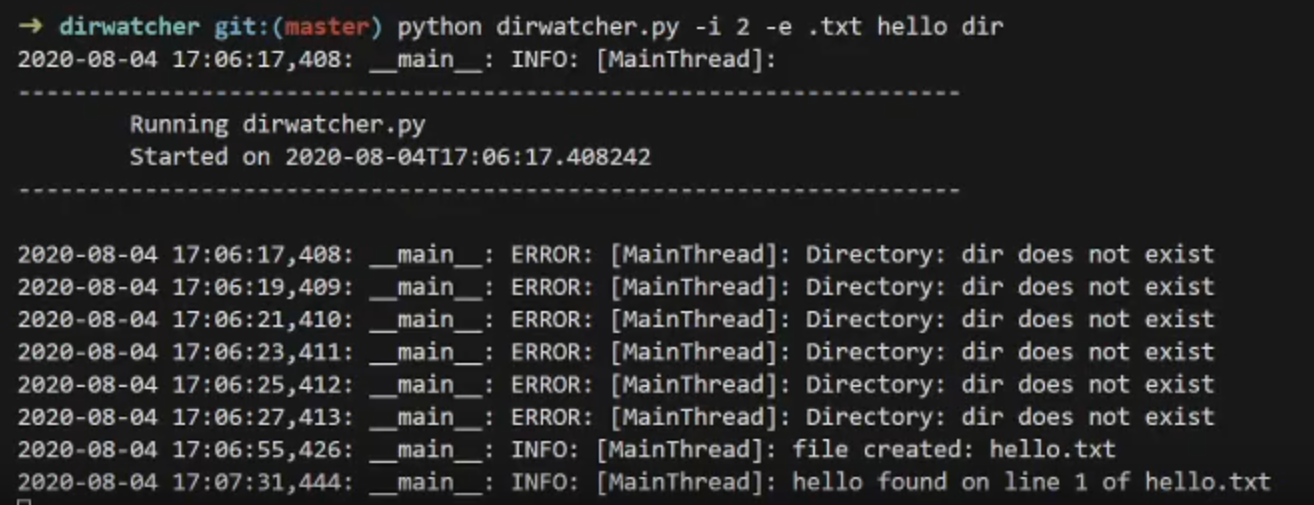 ➜ dirwatcher git:(master) python dirwatcher.py -i 2 -e .txt hello dir
2020-08-04 17:06:17,408: __main__: INFO: [MainThread]:
-------------------------------------------------------------------
Running dirwatcher.py
Started on 2020-08-04T17:06:17.408242
-------------------------------------------------------------------
2020-08-04 17:06:17,408: __main__: ERROR: [MainThread]: Directory: dir does not exist
2020-08-04 17:06:19,409: __main__: ERROR: [MainThread]: Directory: dir does not exist
2020-08-04 17:06:21,410: __main__: ERROR: [MainThread]: Directory: dir does not exist
2020-08-04 17:06:23,411: __main__: ERROR: [MainThread]: Directory: dir does not exist
2020-08-04 17:06:25,412: __main__: ERROR: [MainThread]: Directory: dir does not exist
2020-08-04 17:06:27,413: __main__: ERROR: [MainThread]: Directory: dir does not exist
2020-08-04 17:06:55,426: __main__: INFO: [MainThread]: file created: hello.txt
2020-08-04 17:07:31,444: __main__: INFO: [MainThread]: hello found on line 1 of hello.txt